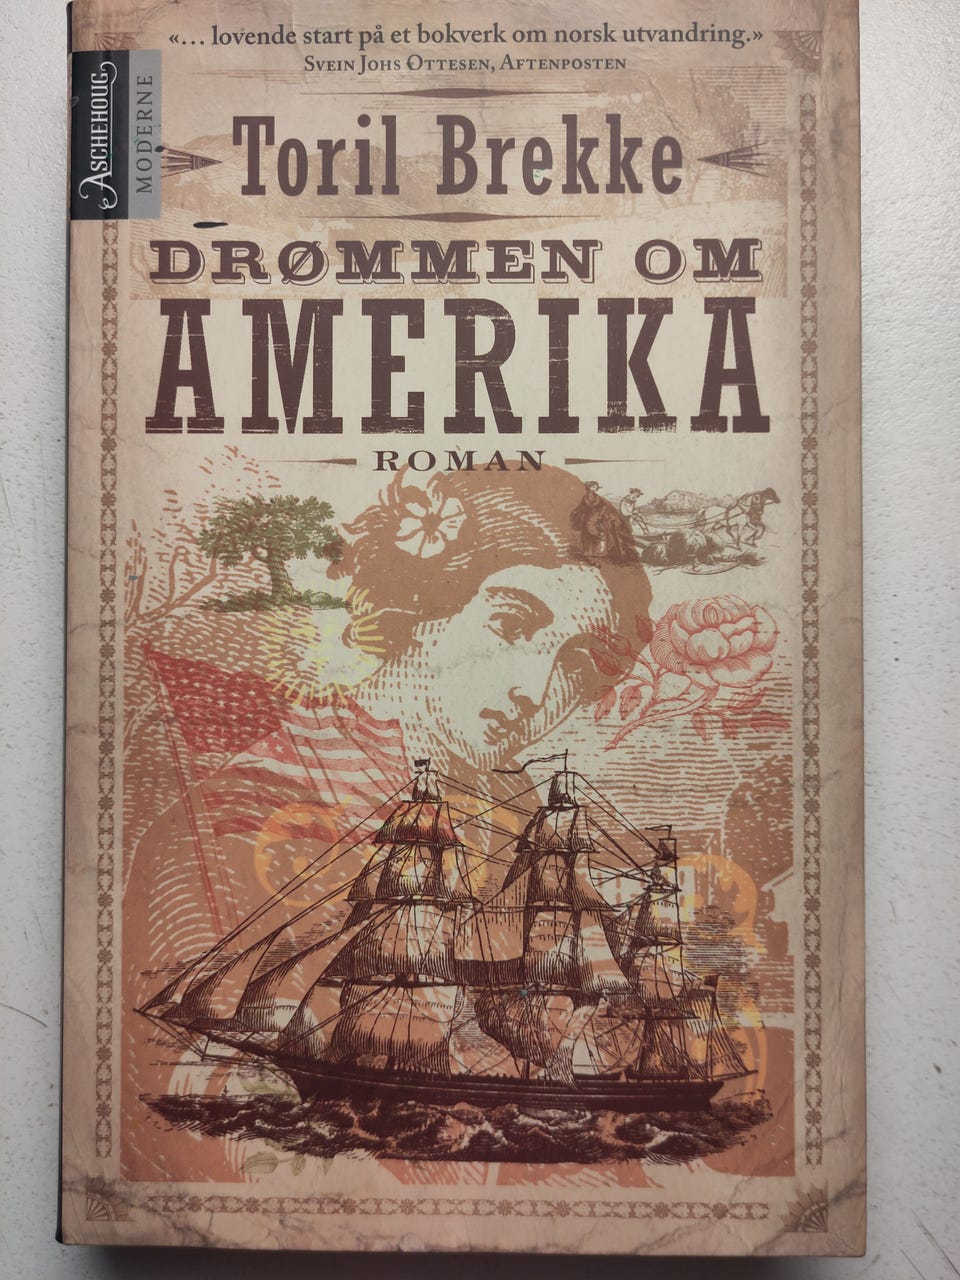 «… lovende start på et bokverk om norsk utvandring.»
Svein Johs Ottesen, Aftenposten
Aschehoug
MODERNE
Toril Brekke
DRØMMEN OM
AMERIKA
ROMAN